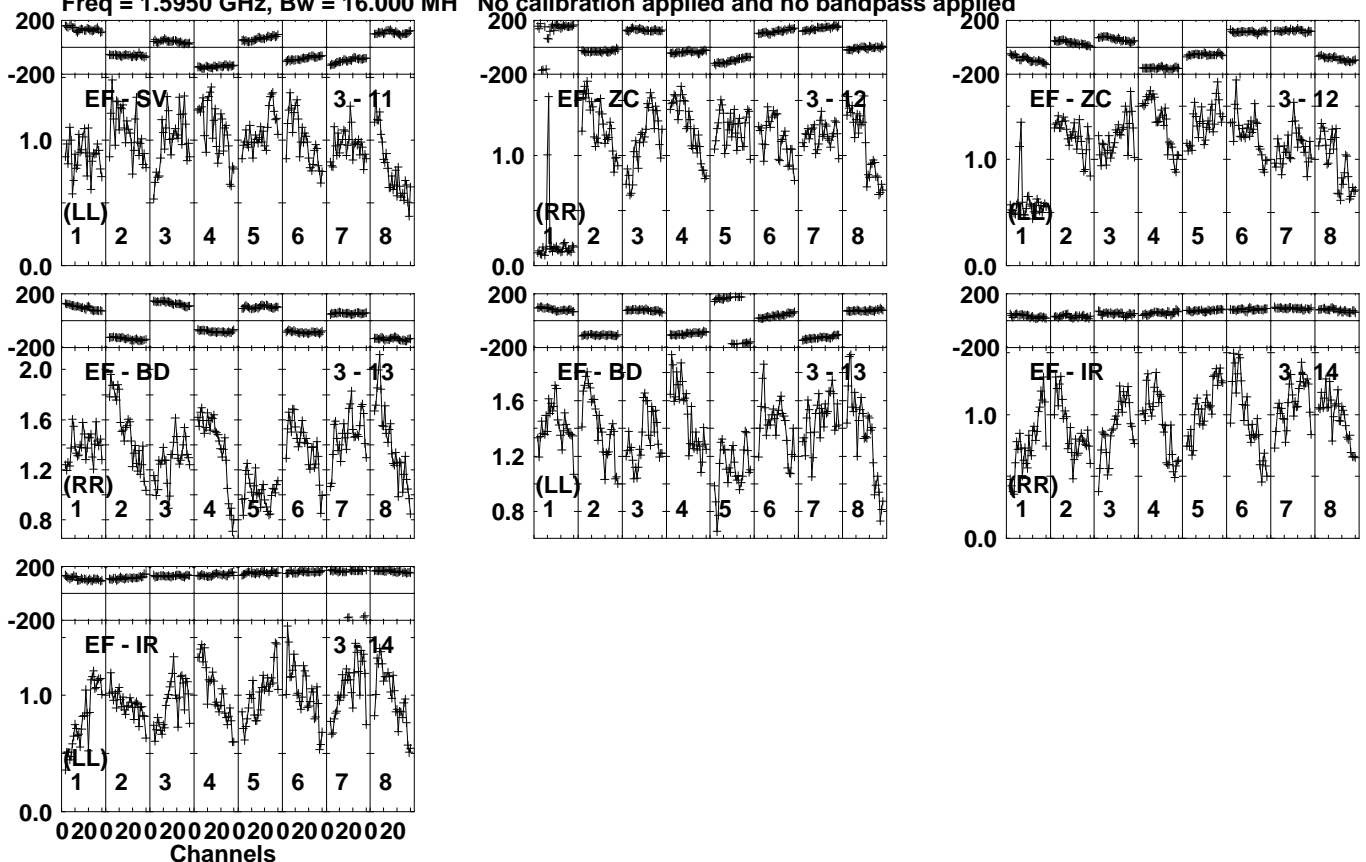 Freq = 1.5950 GHz, Bw = 16.000 MH No calibration applied and no bandpass applied
200
-200
EF - SV 3 - 11
1.0
(LL)
1 2 3 4 5 6 7 8
0.0
EF - ZC 3 - 12
1.0
(RR)
1 2 3 4 5 6 7 8
0.0
200
-200
EF - ZC 3 - 12
1.0
(LL)
1 2 3 4 5 6 7 8
0.0
200
-200
EF - BD 3 - 13
2.0
1.6
1.2
(RR)
0.8
1 2 3 4 5 6 7 8
200
-200
EF - BD 3 - 13
1.6
1.2
(LL)
0.8
1 2 3 4 5 6 7 8
200
-200
EF - IR 3 - 14
1.0
(RR)
1 2 3 4 5 6 7 8
0.0
200
-200
EF - IR 3 - 14
1.0
(LL)
1 2 3 4 5 6 7 8
0.0
0 20 0 20 0 20 0 20 0 20 0 20 0 20 0 20
Channels